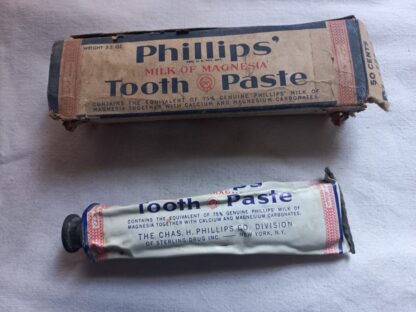 WEIGHT 3.2 OZ.
Phillips'
MILK OF MAGNESIA
Tooth Paste
CONTAINS THE EQUIVALENT OF 75% GENUINE PHILLIPS' MILK OF
MAGNESIA TOGETHER WITH CALCIUM AND MAGNESIUM CARBONATES.
50 CENTS
Tooth Paste
CONTAINS THE EQUIVALENT OF 75% GENUINE PHILLIPS' MILK OF
MAGNESIA TOGETHER WITH CALCIUM AND MAGNESIUM CARBONATES.
THE CHAS. H. PHILLIPS CO. DIVISION
OF STERLING DRUG INC. — NEW YORK, N.Y.